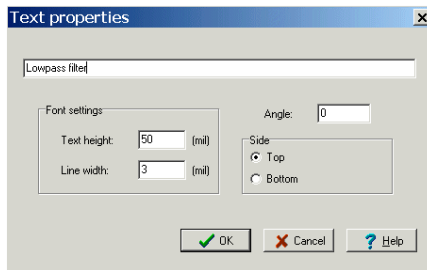 Text properties
Lowpass filter
Font settings
Text height: 50 (mil)
Line width: 3 (mil)
Angle: 0
Side
Top
Bottom
OK Cancel Help